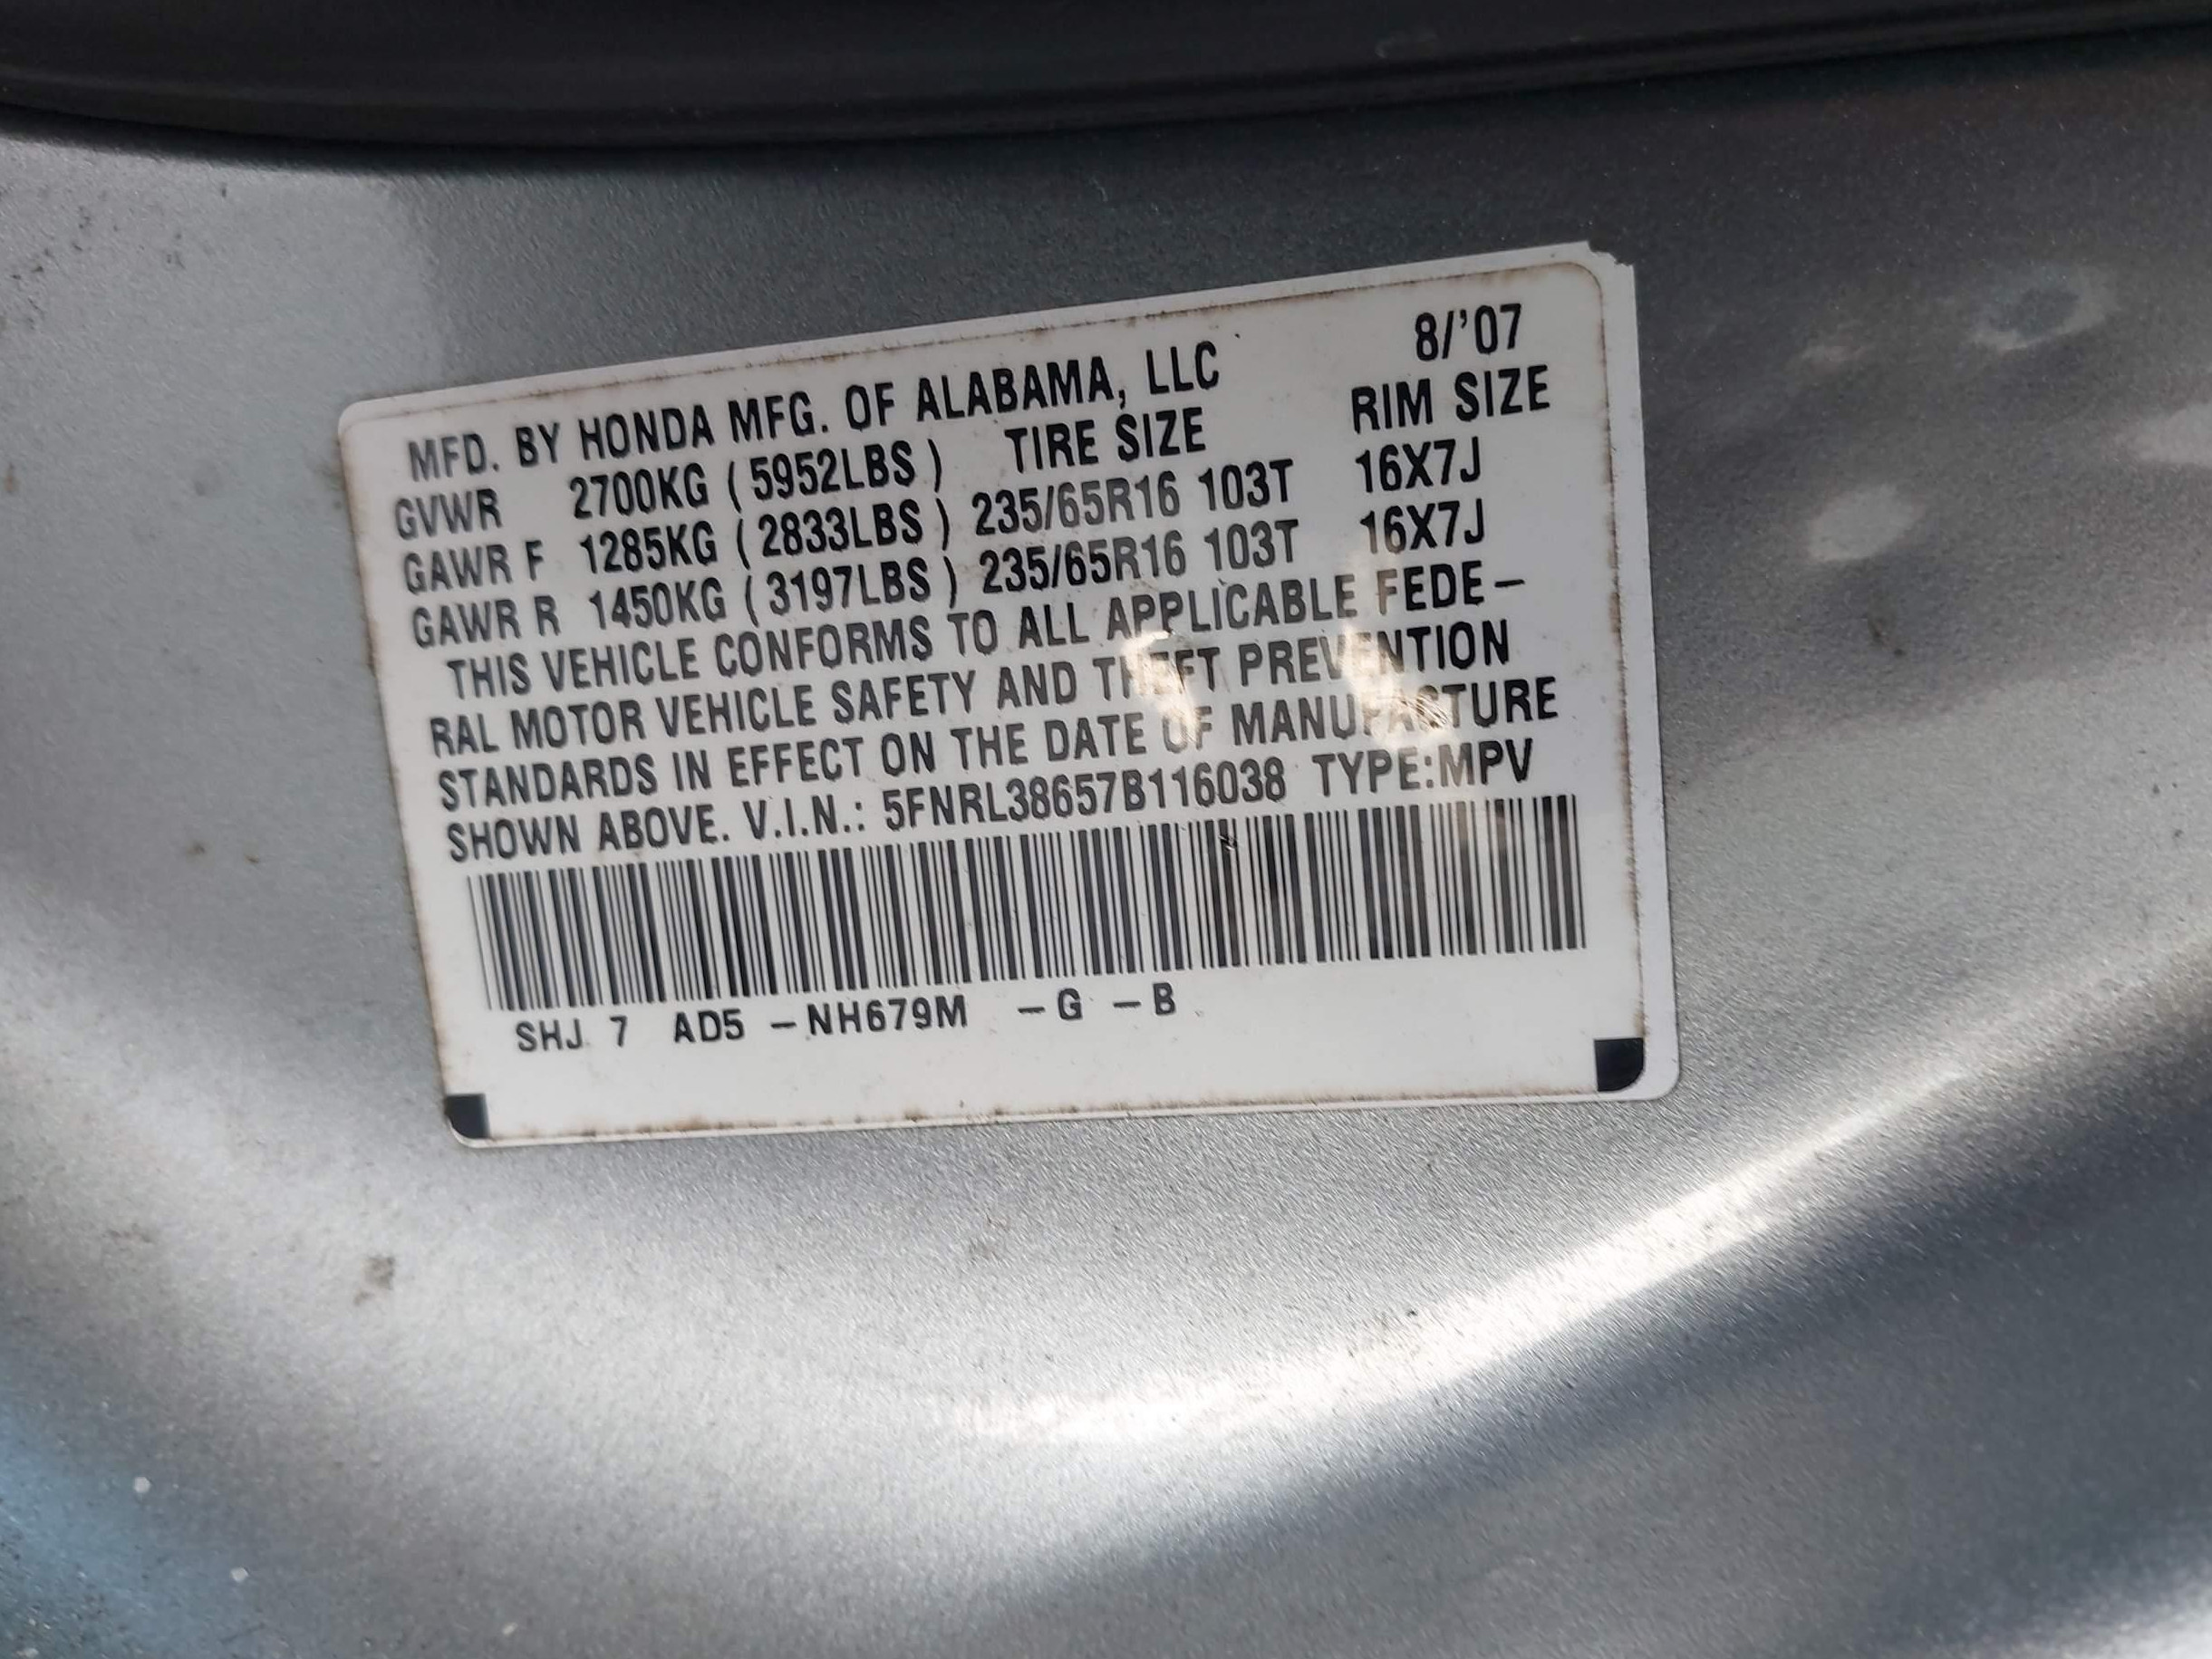 8/'07
MFD. BY HONDA MFG. OF ALABAMA, LLC
GVWR 2700KG (5952LBS) TIRE SIZE RIM SIZE
GAWR F 1285KG (2833LBS) 235/65R16 103T 16X7J
GAWR R 1450KG (3197LBS) 235/65R16 103T 16X7J
THIS VEHICLE CONFORMS TO ALL APPLICABLE FEDE-
RAL MOTOR VEHICLE SAFETY AND THEFT PREVENTION
STANDARDS IN EFFECT ON THE DATE OF MANUFACTURE
SHOWN ABOVE. V.I.N.: 5FNRL38657B116038 TYPE:MPV
SHJ 7 AD5 -NH679M -G -B